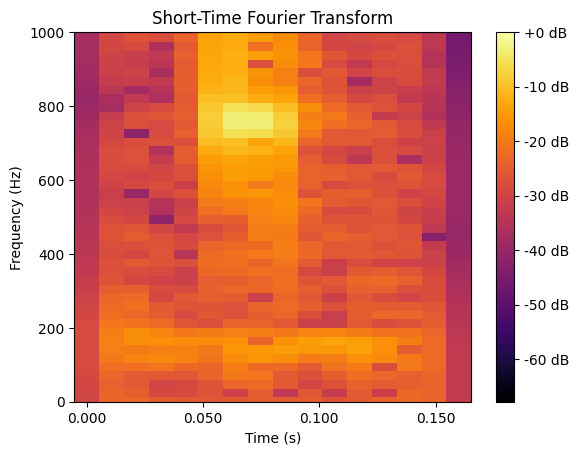 Short-Time Fourier Transform
1000
800
600
400
200
0
Frequency (Hz)
0.000
0.050
0.100
0.150
Time (s)
+0 dB
-10 dB
-20 dB
-30 dB
-40 dB
-50 dB
-60 dB